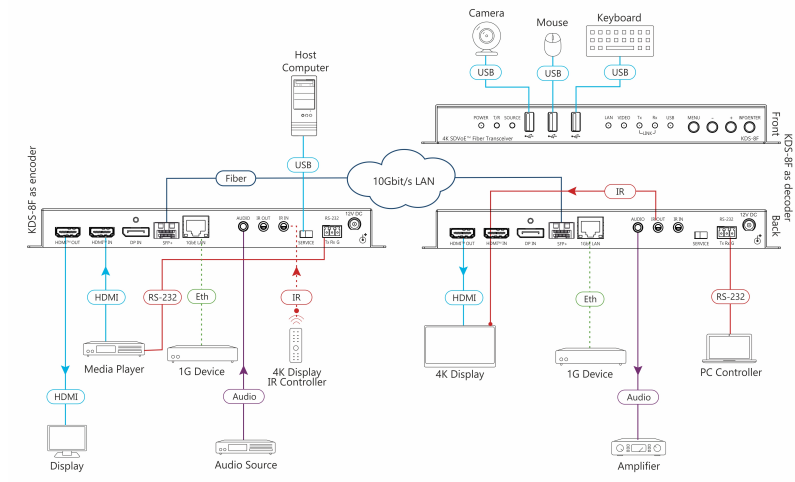 Camera
Mouse
Keyboard
USB
USB
USB
Host
Computer
USB
POWER T/R SOURCE
LAN VIDEO Tx Rx USB
LINK
MENU - + RP/ENTER
4K SDVoE™ Fiber Transceiver
KDS-8F
Front
KDS-8F as encoder
KDS-8F as decoder
Back
Fiber
10Gbit/s LAN
IR
HDMI™ OUT
HDMI™ IN
DP IN
SFP+
1GbE LAN
AUDIO
IR OUT
IR IN
SERVICE
RS-232
Tx Rx G
12V DC
HDMI™ OUT
HDMI™ IN
DP IN
SFP+
1GbE LAN
AUDIO
IR OUT
IR IN
SERVICE
RS-232
Tx Rx G
12V DC
HDMI
RS-232
Eth
IR
HDMI
Eth
RS-232
Media Player
1G Device
4K Display
IR Controller
4K Display
1G Device
PC Controller
HDMI
Audio
Audio
Display
Audio Source
Amplifier